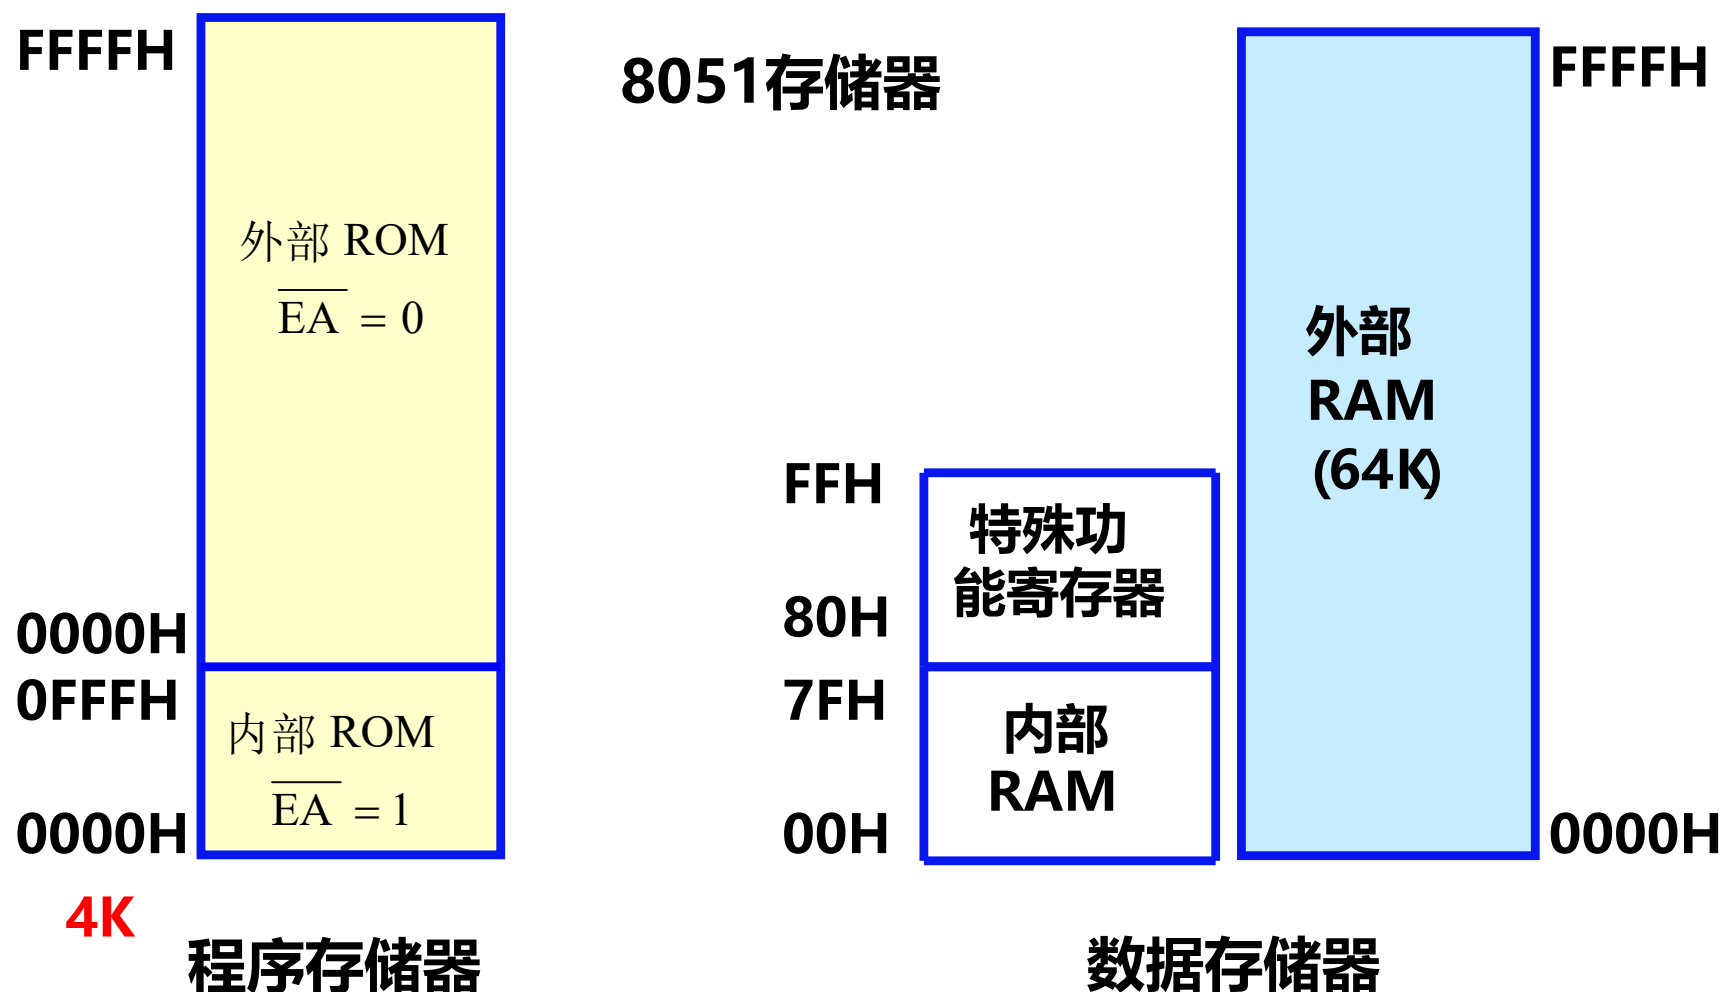 8051存储器
FFFFH
外部 ROM
EA = 0
0000H
0FFFH
内部 ROM
EA = 1
0000H
4K
程序存储器
FFH
特殊功
能寄存器
80H
7FH
内部
RAM
00H
FFFFH
外部
RAM
(64K)
0000H
数据存储器